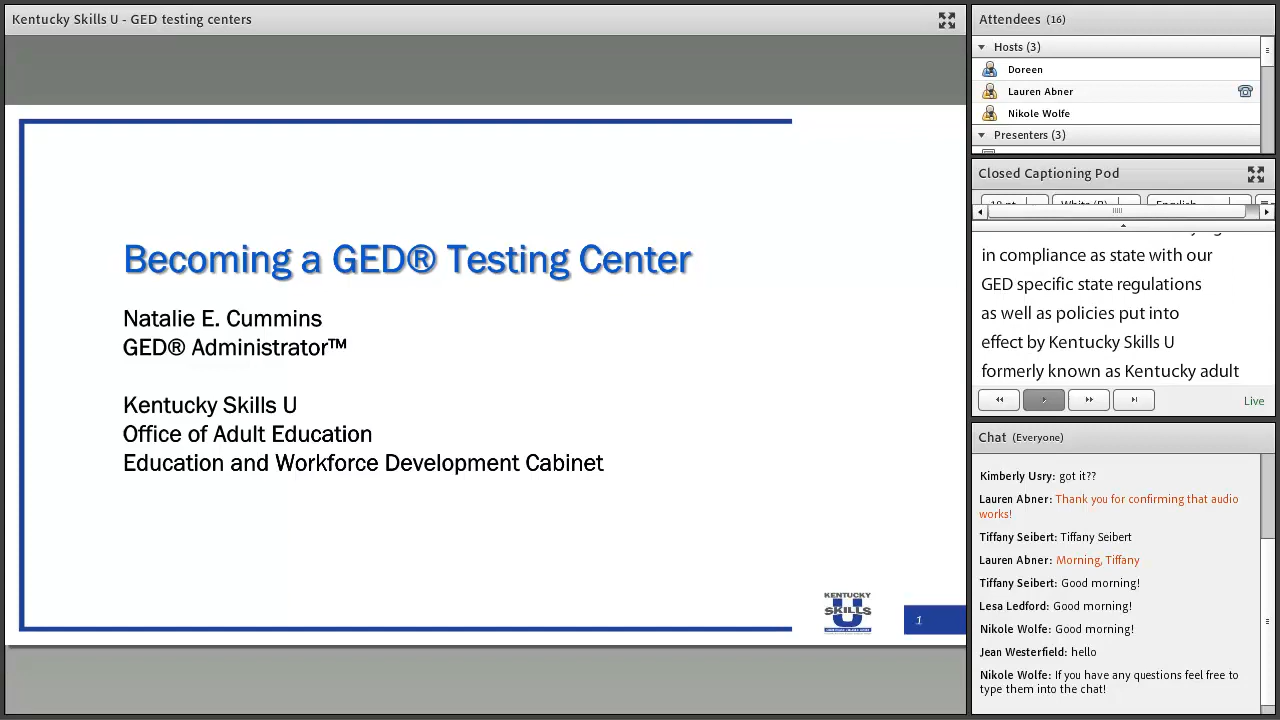 Kentucky Skills U - GED testing centers
Becoming a GED® Testing Center
Natalie E. Cummins
GED® Administrator™
Kentucky Skills U
Office of Adult Education
Education and Workforce Development Cabinet
KENTUCKY
SKILLS
U
1
Attendees (16)
Hosts (3)
Doreen
Lauren Abner
Nikole Wolfe
Presenters (3)
Closed Captioning Pod
18 pt
White (B)
English
in compliance as state with our
GED specific state regulations
as well as policies put into
effect by Kentucky Skills U
formerly known as Kentucky adult
Live
Chat (Everyone)
Kimberly Usry: got it??
Lauren Abner: Thank you for confirming that audio
works!
Tiffany Seibert: Tiffany Seibert
Lauren Abner: Morning, Tiffany
Tiffany Seibert: Good morning!
Lesa Ledford: Good morning!
Nikole Wolfe: Good morning!
Jean Westerfield: hello
Nikole Wolfe: If you have any questions feel free to
type them into the chat!